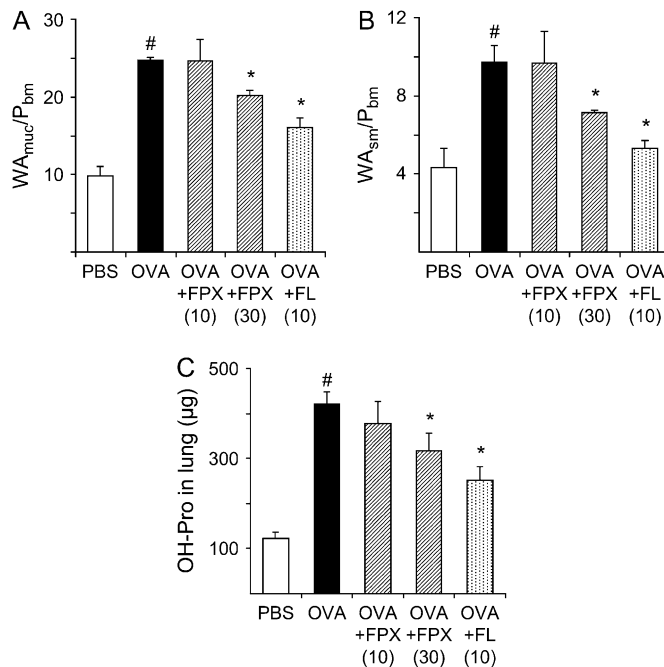 A
WAmuc/Pbm
30
20
10
#
*
*
PBS
OVA
OVA +FPX (10)
OVA +FPX (30)
OVA +FL (10)
B
WAsm/Pbm
12
8
4
#
*
*
PBS
OVA
OVA +FPX (10)
OVA +FPX (30)
OVA +FL (10)
C
OH-Pro in lung (µg)
500
300
100
#
*
*
PBS
OVA
OVA +FPX (10)
OVA +FPX (30)
OVA +FL (10)